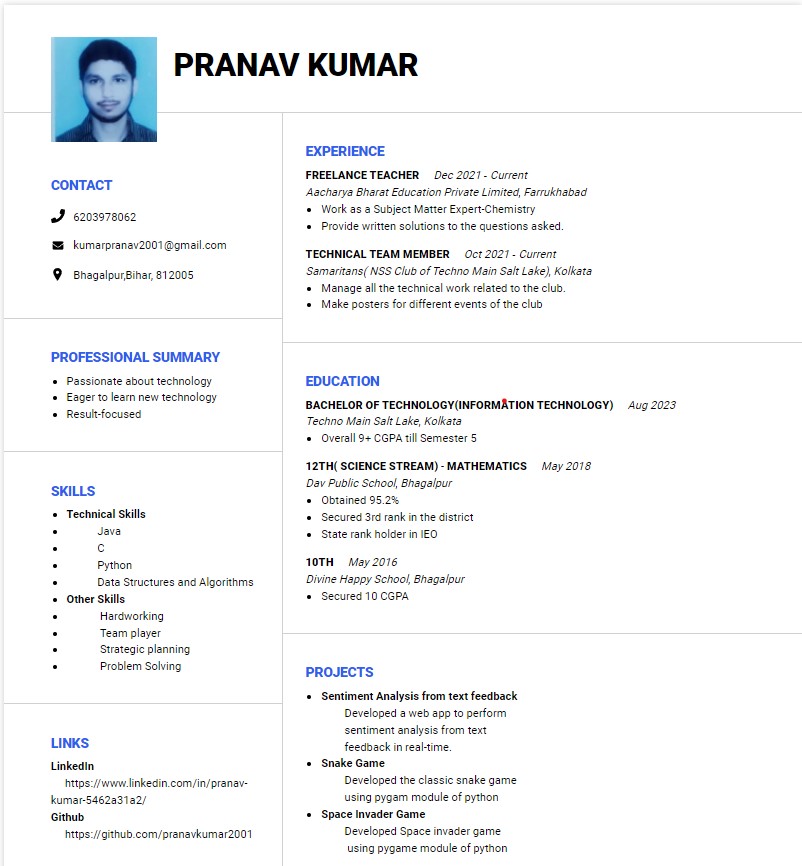 PRANAV KUMAR
CONTACT
6203978062
kumarpranav2001@gmail.com
Bhagalpur,Bihar, 812005
PROFESSIONAL SUMMARY
Passionate about technology
Eager to learn new technology
Result-focused
SKILLS
Technical Skills
Java
C
Python
Data Structures and Algorithms
Other Skills
Hardworking
Team player
Strategic planning
Problem Solving
LINKS
LinkedIn
https://www.linkedin.com/in/pranav-
kumar-5462a31a2/
Github
https://github.com/pranavkumar2001
EXPERIENCE
FREELANCE TEACHER Dec 2021 - Current
Aacharya Bharat Education Private Limited, Farrukhabad
Work as a Subject Matter Expert-Chemistry
Provide written solutions to the questions asked.
TECHNICAL TEAM MEMBER Oct 2021 - Current
Samaritans( NSS Club of Techno Main Salt Lake), Kolkata
Manage all the technical work related to the club.
Make posters for different events of the club
EDUCATION
BACHELOR OF TECHNOLOGY(INFORMATION TECHNOLOGY) Aug 2023
Techno Main Salt Lake, Kolkata
Overall 9+ CGPA till Semester 5
12TH( SCIENCE STREAM) - MATHEMATICS May 2018
Dav Public School, Bhagalpur
Obtained 95.2%
Secured 3rd rank in the district
State rank holder in IEO
10TH May 2016
Divine Happy School, Bhagalpur
Secured 10 CGPA
PROJECTS
Sentiment Analysis from text feedback
Developed a web app to perform
sentiment analysis from text
feedback in real-time.
Snake Game
Developed the classic snake game
using pygam module of python
Space Invader Game
Developed Space invader game
using pygame module of python